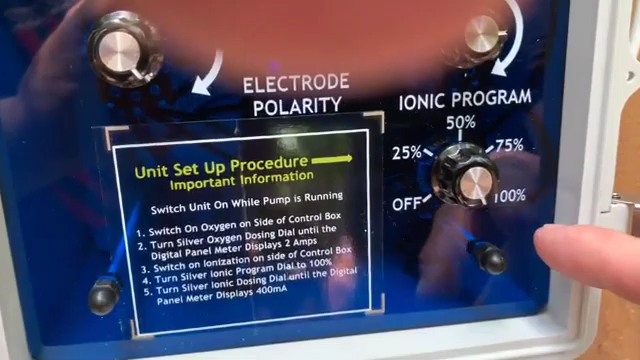 ELECTRODE
POLARITY
IONIC PROGRAM
50%
25%
75%
OFF
100%
Unit Set Up Procedure
Important Information
Switch Unit On While Pump is Running
1. Switch On Oxygen on Side of Control Box
2. Turn Silver Oxygen Dosing Dial until the
Digital Panel Meter Displays 2 Amps
3. Switch on Ionization on side of Control Box
4. Turn Silver Ionic Program Dial to 100%
5. Turn Silver Ionic Dosing Dial until the Digital
Panel Meter Displays 400mA